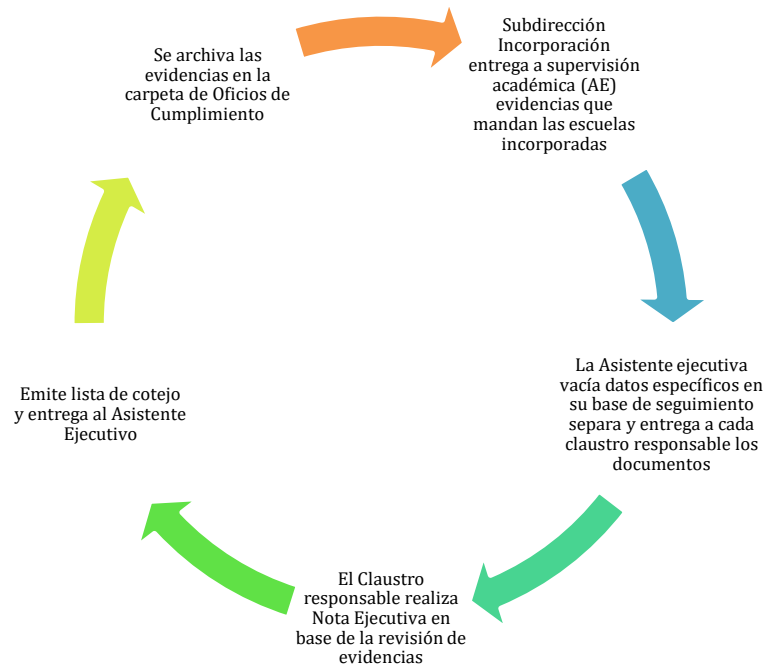 Subdirección
Incorporación
entrega a supervisión
académica (AE)
evidencias que
mandan las escuelas
incorporadas
La Asistente ejecutiva
vacía datos específicos en
su base de seguimiento
separa y entrega a cada
claustro responsable los
documentos
El Claustro
responsable realiza
Nota Ejecutiva en
base de la revisión de
evidencias
Emite lista de cotejo
y entrega al Asistente
Ejecutivo
Se archiva las
evidencias en la
carpeta de Oficios de
Cumplimiento